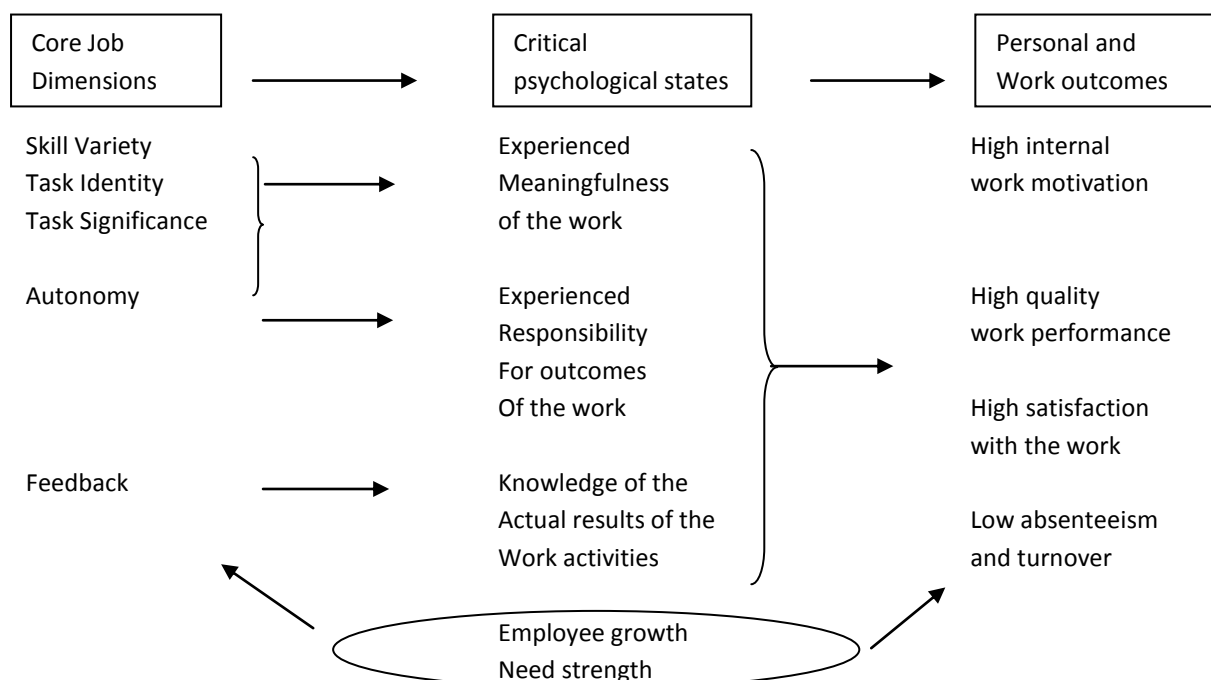 Core Job
Dimensions
Critical
psychological states
Personal and
Work outcomes
Skill Variety
Task Identity
Task Significance
Experienced
Meaningfulness
of the work
High internal
work motivation
Autonomy
Experienced
Responsibility
For outcomes
Of the work
High quality
work performance
High satisfaction
with the work
Feedback
Knowledge of the
Actual results of the
Work activities
Low absenteeism
and turnover
Employee growth
Need strength